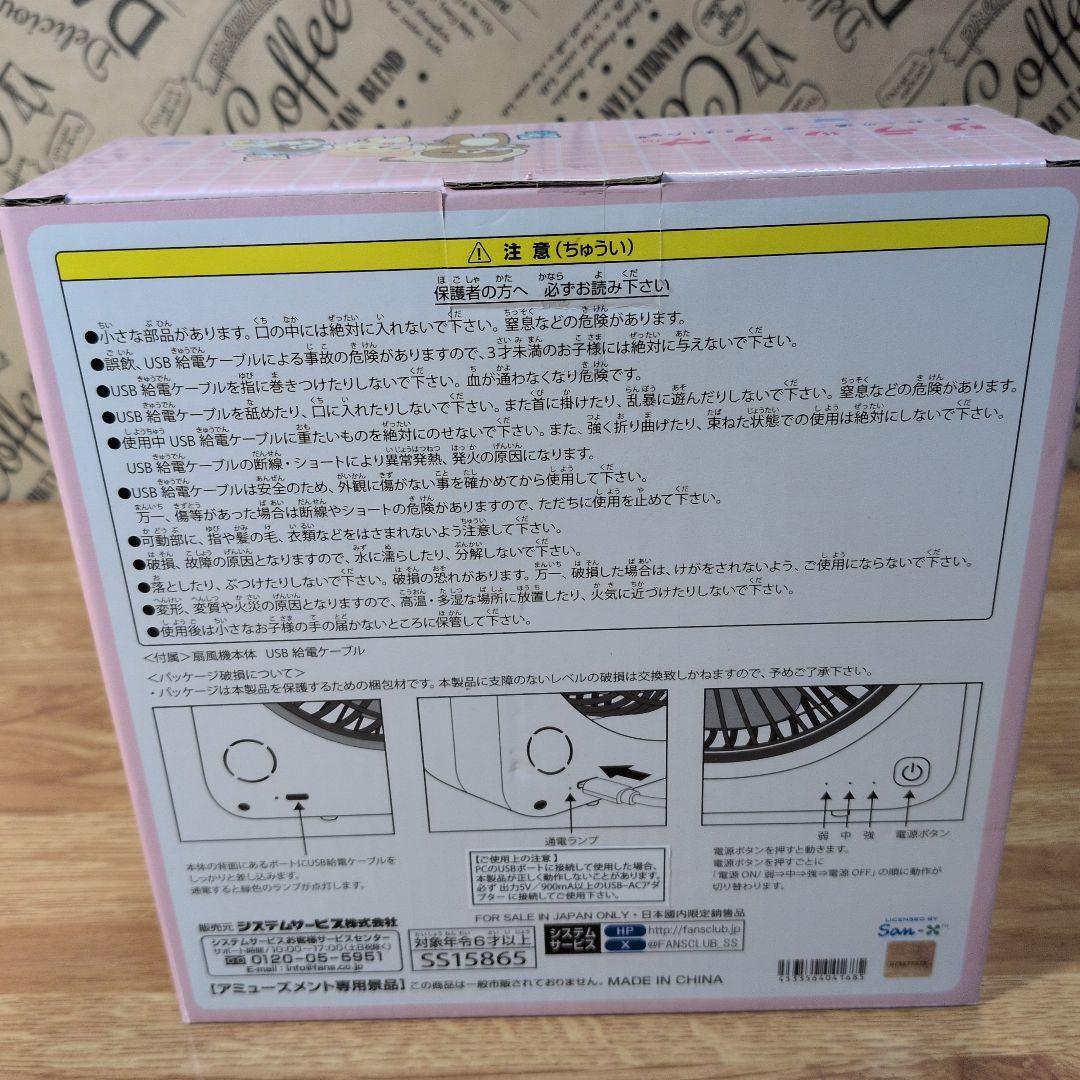 Delicious
Coffee
MANHATTAN BLEND
リラックマ
⚠ 注意(ちゅうい)
保護者の方へ 必ずお読み下さい
●小さな部品があります。口の中には絶対に入れないで下さい。窒息などの危険があります。
●誤飲、USB 給電ケーブルによる事故の危険がありますので、3才未満のお子様には絶対に与えないで下さい。
●USB 給電ケーブルを指に巻きつけたりしないで下さい。血が通わなくなり危険です。
●USB 給電ケーブルを舐めたり、口に入れたりしないで下さい。また首に掛けたり、乱暴に遊んだりしないで下さい。窒息などの危険があります。
●使用中 USB 給電ケーブルに重たいものを絶対にのせないで下さい。また、強く折り曲げたり、束ねた状態での使用は絶対にしないで下さい。
USB 給電ケーブルの断線・ショートにより異常発熱、発火の原因になります。
●USB 給電ケーブルは安全のため、外観に傷がない事を確かめてから使用して下さい。
万一、傷等があった場合は断線やショートの危険がありますので、ただちに使用を止めて下さい。
●可動部に、指や髪の毛、衣類などをはさまれないよう注意して下さい。
●破損、故障の原因となりますので、水に濡らしたり、分解しないで下さい。
●落としたり、ぶつけたりしないで下さい。破損の恐れがあります。万一、破損した場合は、けがをされないよう、ご使用にならないで下さい。
●変形、変質や火災の原因となりますので、高温・多湿な場所に放置したり、火気に近づけたりしないで下さい。
●使用後は小さなお子様の手の届かないところに保管して下さい。
<付属>扇風機本体 USB 給電ケーブル
<パッケージ破損について>
・パッケージは本製品を保護するための梱包材です。本製品に支障のないレベルの破損は交換致しかねますので、予めご了承下さい。
弱 中 強 電源ボタン
通電ランプ
本体の背面にあるポートにUSB給電ケーブルを
しっかりと差し込みます。
通電すると緑色のランプが点灯します。
【ご使用上の注意】
PCのUSBポートに接続して使用した場合、
本製品が正しく動作しないことがあります。
必ず 出力5V/900mA以上のUSB-ACアダ
プターに接続してご使用下さい。
電源ボタンを押すと動きます。
電源ボタンを押すごとに
「電源 ON/ 弱⇒中⇒強⇒電源 OFF」の順に動作が
切り替わります。
FOR SALE IN JAPAN ONLY・日本國内限定銷售品
販売元 システムサービス株式会社
システムサービスお客様サービスセンター
サポート時間/10:00~17:00(土日祝除く)
0120-05-5951
E-mail : info@fans.co.jp
対象年令6才以上
SS15865
システムサービス
HP http://fansclub.jp
X @FANSCLUB_SS
LICENSED BY
San-X
【アミューズメント専用景品】この商品は一般市販されておりません。 MADE IN CHINA